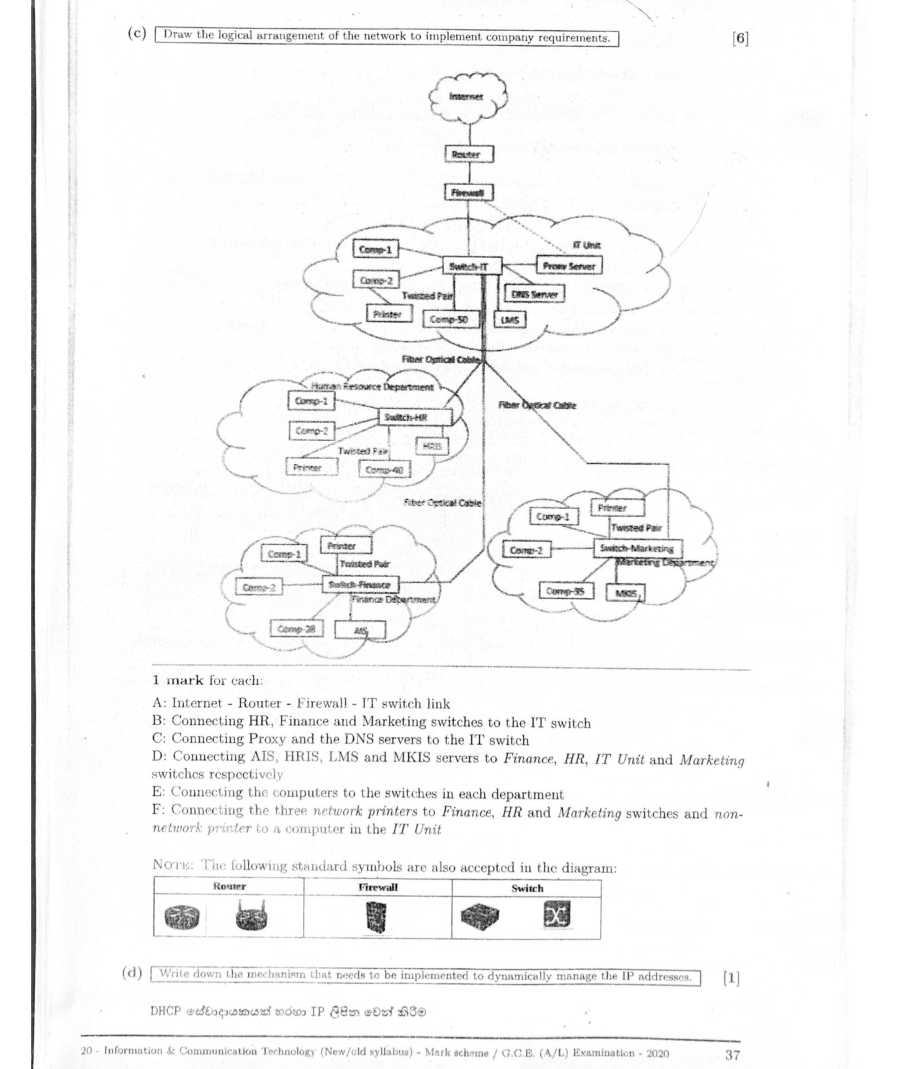 (c) Draw the logical arrangement of the network to implement company requirements. [6]
Internet
Router
Firewall
IT Unit
Comp-1
Switch-IT
Proxy Server
Comp-2
DNS Server
Twisted Pair
Printer
Comp-50
LMS
Fiber Optical Cable
Human Resource Department
Comp-1
Fiber Optical Cable
Switch-HR
Comp-2
HRIS
Twisted Pair
Printer
Comp-40
Fiber Optical Cable
Printer
Comp-1
Twisted Pair
Printer
Comp-1
Comp-2
Switch-Marketing
Marketing Department
Twisted Pair
Comp-2
Switch-Finance
Comp-35
MKIS
Finance Department
Comp-28
AIS
1 mark for each:
A: Internet - Router - Firewall - IT switch link
B: Connecting HR, Finance and Marketing switches to the IT switch
C: Connecting Proxy and the DNS servers to the IT switch
D: Connecting AIS, HRIS, LMS and MKIS servers to Finance, HR, IT Unit and Marketing
switches respectively
E: Connecting the computers to the switches in each department
F: Connecting the three network printers to Finance, HR and Marketing switches and non-
network printer to a computer in the IT Unit
NOTE: The following standard symbols are also accepted in the diagram:
Router Firewall Switch
(d) Write down the mechanism that needs to be implemented to dynamically manage the IP addresses. [1]
DHCP සේවාදායකයක් හරහා IP ලිපින වෙන් කිරීම
20 - Information & Communication Technology (New/old syllabus) - Mark scheme / G.C.E. (A/L) Examination - 2020 37